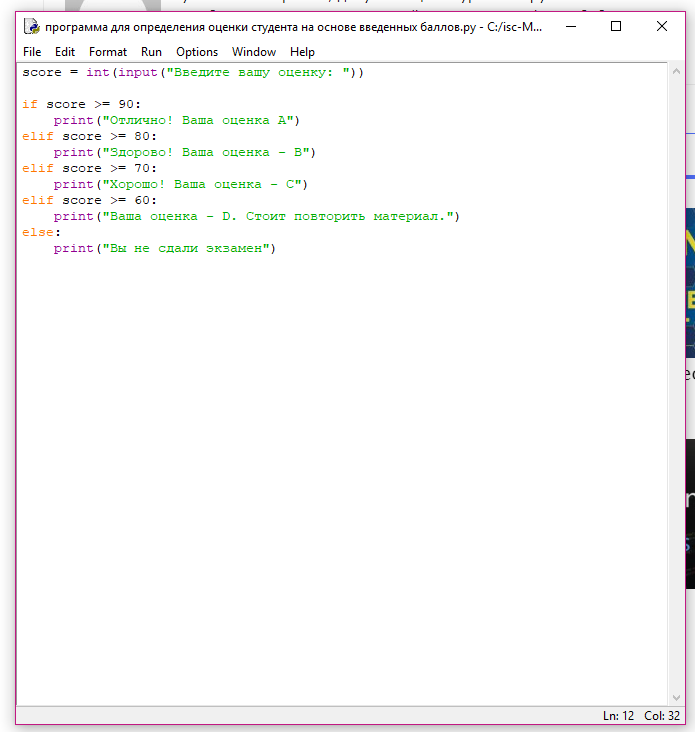 программа для определения оценки студента на основе введенных баллов.py - C:/isc-M...
File Edit Format Run Options Window Help
score = int(input("Введите вашу оценку: "))
if score >= 90:
print("Отлично! Ваша оценка A")
elif score >= 80:
print("Здорово! Ваша оценка - B")
elif score >= 70:
print("Хорошо! Ваша оценка - C")
elif score >= 60:
print("Ваша оценка - D. Стоит повторить материал.")
else:
print("Вы не сдали экзамен")
Ln: 12 Col: 32